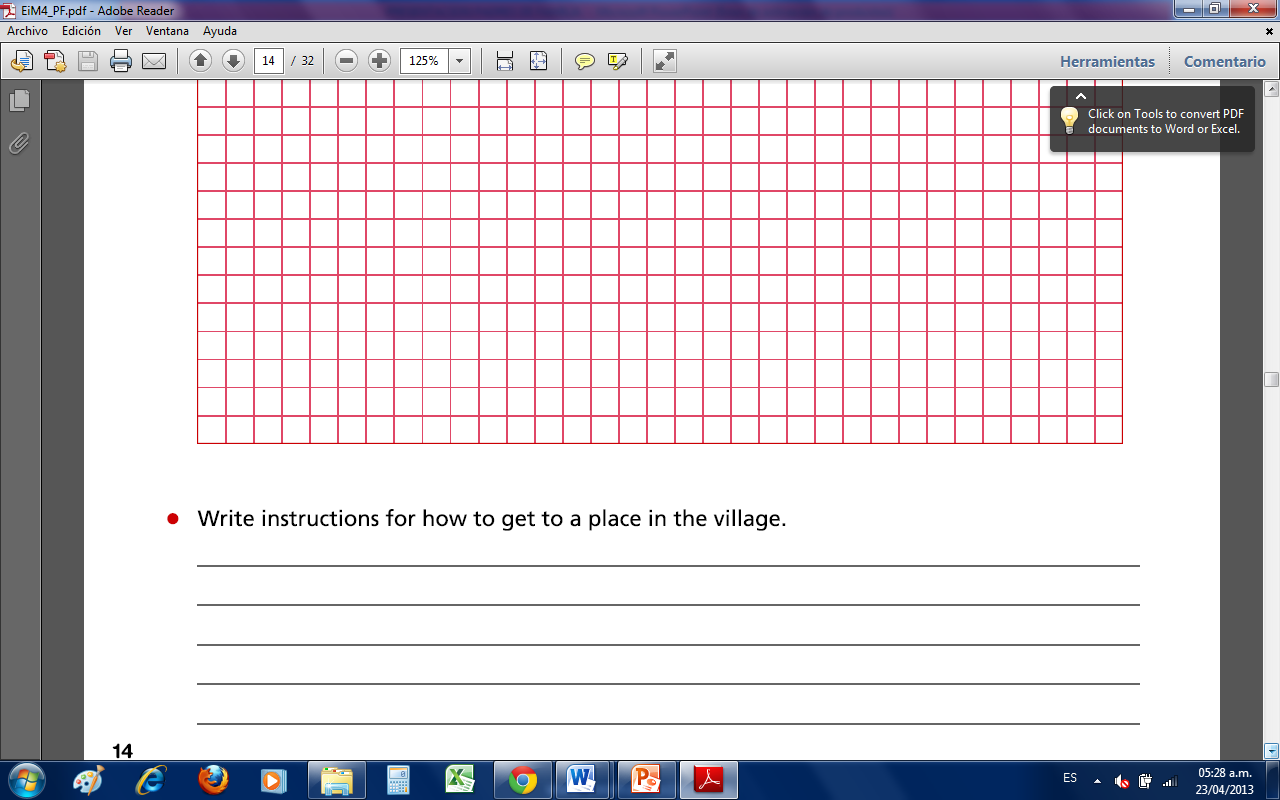 EiM4_PF.pdf - Adobe Reader
Archivo Edición Ver Ventana Ayuda
14 / 32 125% Herramientas Comentario
Click on Tools to convert PDF
documents to Word or Excel.
Write instructions for how to get to a place in the village.
14
ES 05:28 a.m.
23/04/2013